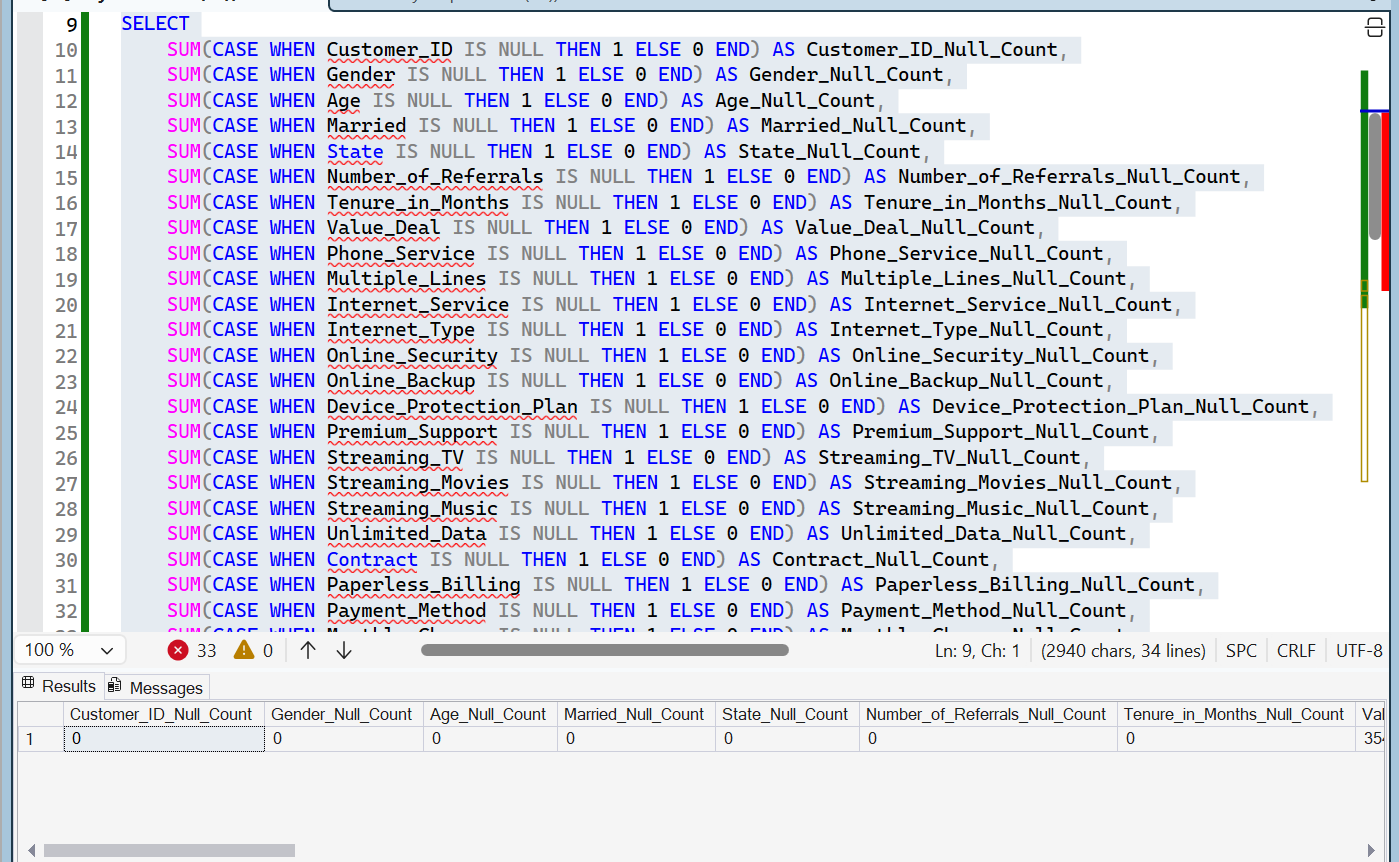 9 SELECT
10 SUM(CASE WHEN Customer_ID IS NULL THEN 1 ELSE 0 END) AS Customer_ID_Null_Count,
11 SUM(CASE WHEN Gender IS NULL THEN 1 ELSE 0 END) AS Gender_Null_Count,
12 SUM(CASE WHEN Age IS NULL THEN 1 ELSE 0 END) AS Age_Null_Count,
13 SUM(CASE WHEN Married IS NULL THEN 1 ELSE 0 END) AS Married_Null_Count,
14 SUM(CASE WHEN State IS NULL THEN 1 ELSE 0 END) AS State_Null_Count,
15 SUM(CASE WHEN Number_of_Referrals IS NULL THEN 1 ELSE 0 END) AS Number_of_Referrals_Null_Count,
16 SUM(CASE WHEN Tenure_in_Months IS NULL THEN 1 ELSE 0 END) AS Tenure_in_Months_Null_Count,
17 SUM(CASE WHEN Value_Deal IS NULL THEN 1 ELSE 0 END) AS Value_Deal_Null_Count,
18 SUM(CASE WHEN Phone_Service IS NULL THEN 1 ELSE 0 END) AS Phone_Service_Null_Count,
19 SUM(CASE WHEN Multiple_Lines IS NULL THEN 1 ELSE 0 END) AS Multiple_Lines_Null_Count,
20 SUM(CASE WHEN Internet_Service IS NULL THEN 1 ELSE 0 END) AS Internet_Service_Null_Count,
21 SUM(CASE WHEN Internet_Type IS NULL THEN 1 ELSE 0 END) AS Internet_Type_Null_Count,
22 SUM(CASE WHEN Online_Security IS NULL THEN 1 ELSE 0 END) AS Online_Security_Null_Count,
23 SUM(CASE WHEN Online_Backup IS NULL THEN 1 ELSE 0 END) AS Online_Backup_Null_Count,
24 SUM(CASE WHEN Device_Protection_Plan IS NULL THEN 1 ELSE 0 END) AS Device_Protection_Plan_Null_Count,
25 SUM(CASE WHEN Premium_Support IS NULL THEN 1 ELSE 0 END) AS Premium_Support_Null_Count,
26 SUM(CASE WHEN Streaming_TV IS NULL THEN 1 ELSE 0 END) AS Streaming_TV_Null_Count,
27 SUM(CASE WHEN Streaming_Movies IS NULL THEN 1 ELSE 0 END) AS Streaming_Movies_Null_Count,
28 SUM(CASE WHEN Streaming_Music IS NULL THEN 1 ELSE 0 END) AS Streaming_Music_Null_Count,
29 SUM(CASE WHEN Unlimited_Data IS NULL THEN 1 ELSE 0 END) AS Unlimited_Data_Null_Count,
30 SUM(CASE WHEN Contract IS NULL THEN 1 ELSE 0 END) AS Contract_Null_Count,
31 SUM(CASE WHEN Paperless_Billing IS NULL THEN 1 ELSE 0 END) AS Paperless_Billing_Null_Count,
32 SUM(CASE WHEN Payment_Method IS NULL THEN 1 ELSE 0 END) AS Payment_Method_Null_Count,
100 % 33 0 Ln: 9, Ch: 1 (2940 chars, 34 lines) SPC CRLF UTF-8
Results Messages
Customer_ID_Null_Count Gender_Null_Count Age_Null_Count Married_Null_Count State_Null_Count Number_of_Referrals_Null_Count Tenure_in_Months_Null_Count Val
1 0 0 0 0 0 0 0 354